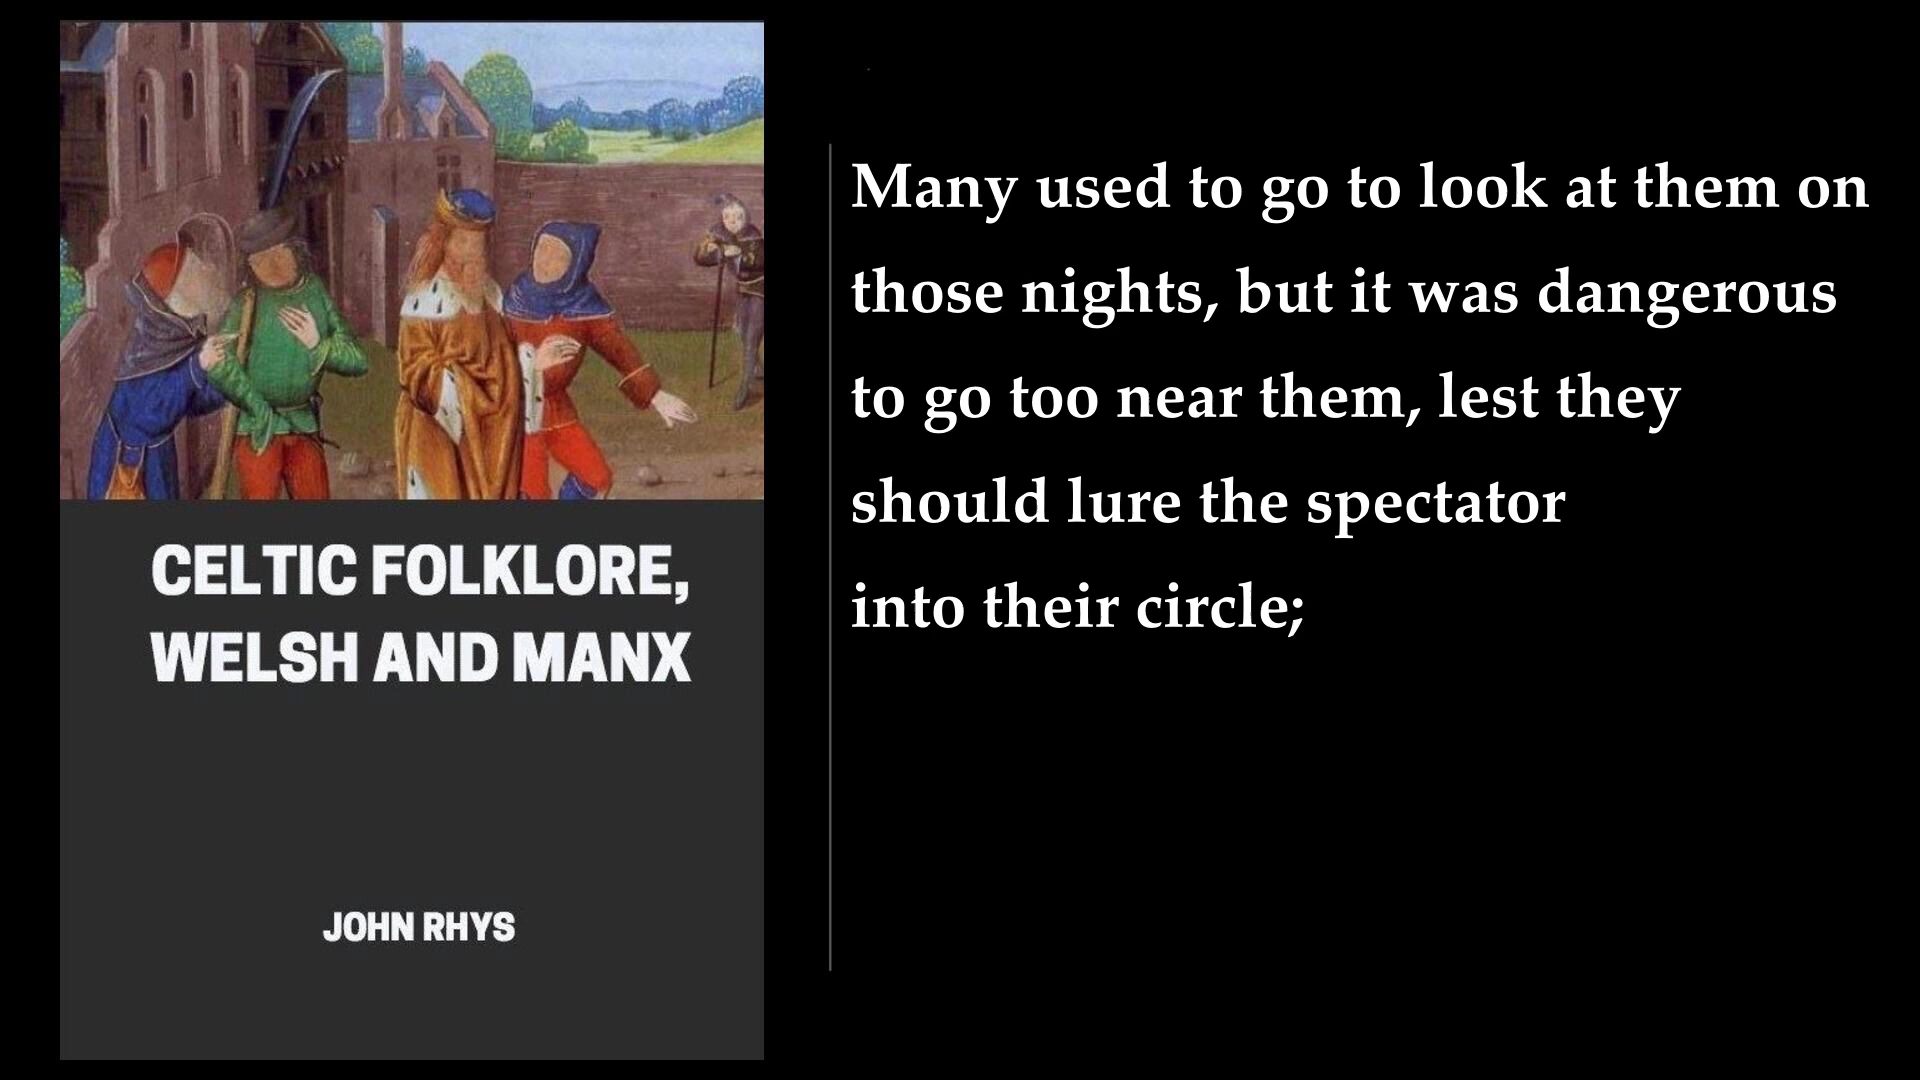 CELTIC FOLKLORE,
WELSH AND MANX
JOHN RHYS
Many used to go to look at them on
those nights, but it was dangerous
to go too near them, lest they
should lure the spectator
into their circle;